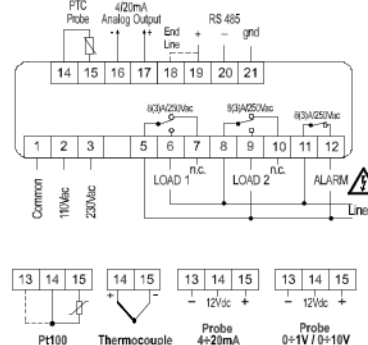 PTC
Probe
4/20mA
Analog Output
- +
End
Line
+
RS 485
–
gnd
14 15 16 17 18 19 20 21
8(3)A/250Vac 8(3)A/250Vac 8(3)A/250Vac
1 2 3 5 6 7 8 9 10 11 12
Common
110Vac
230Vac
LOAD 1
n.c.
LOAD 2
n.c.
ALARM
Line
13 14 15
Pt100
14 15
+ -
Thermocouple
13 14 15
– 12Vdc +
Probe
4÷20mA
13 14 15
– 12Vdc +
Probe
0÷1V / 0÷10V